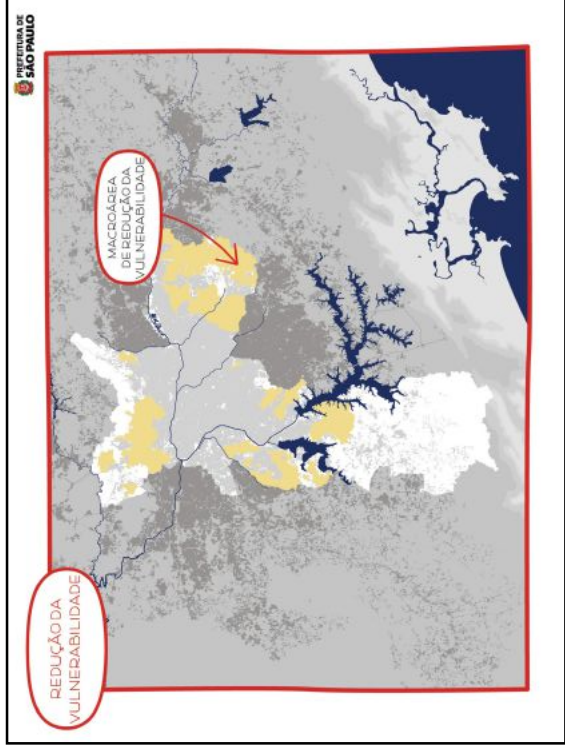 PREFEITURA DE
SÃO PAULO
REDUÇÃO DA
VULNERABILIDADE
MACROÁREA
DE REDUÇÃO DA
VULNERABILIDADE